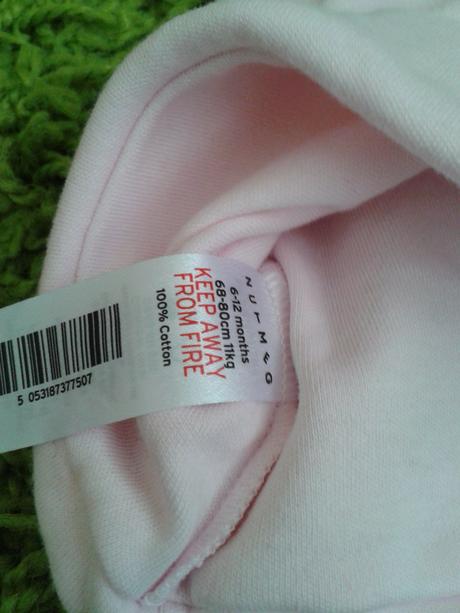 NUTMEG
6-12 months
68-80cm 11kg
KEEP AWAY
FROM FIRE
100% Cotton
5 053187377507